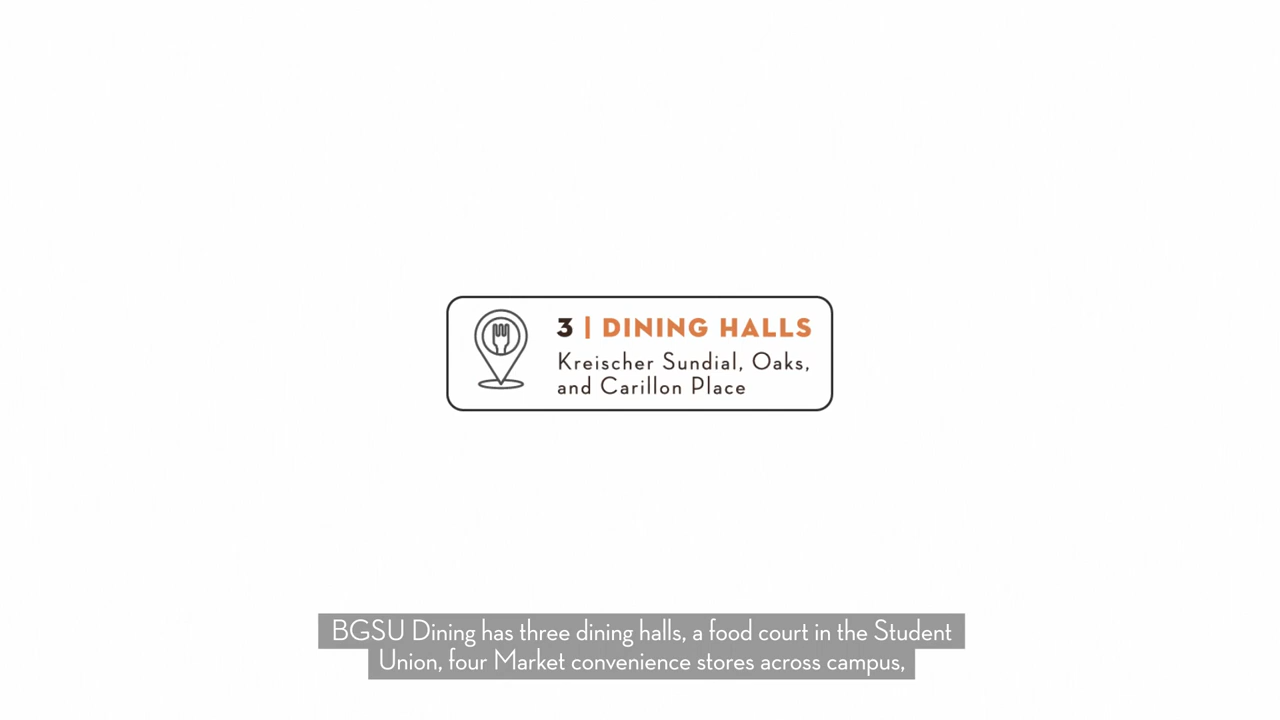 3 | DINING HALLS
Kreischer Sundial, Oaks,
and Carillon Place
BGSU Dining has three dining halls, a food court in the Student
Union, four Market convenience stores across campus,